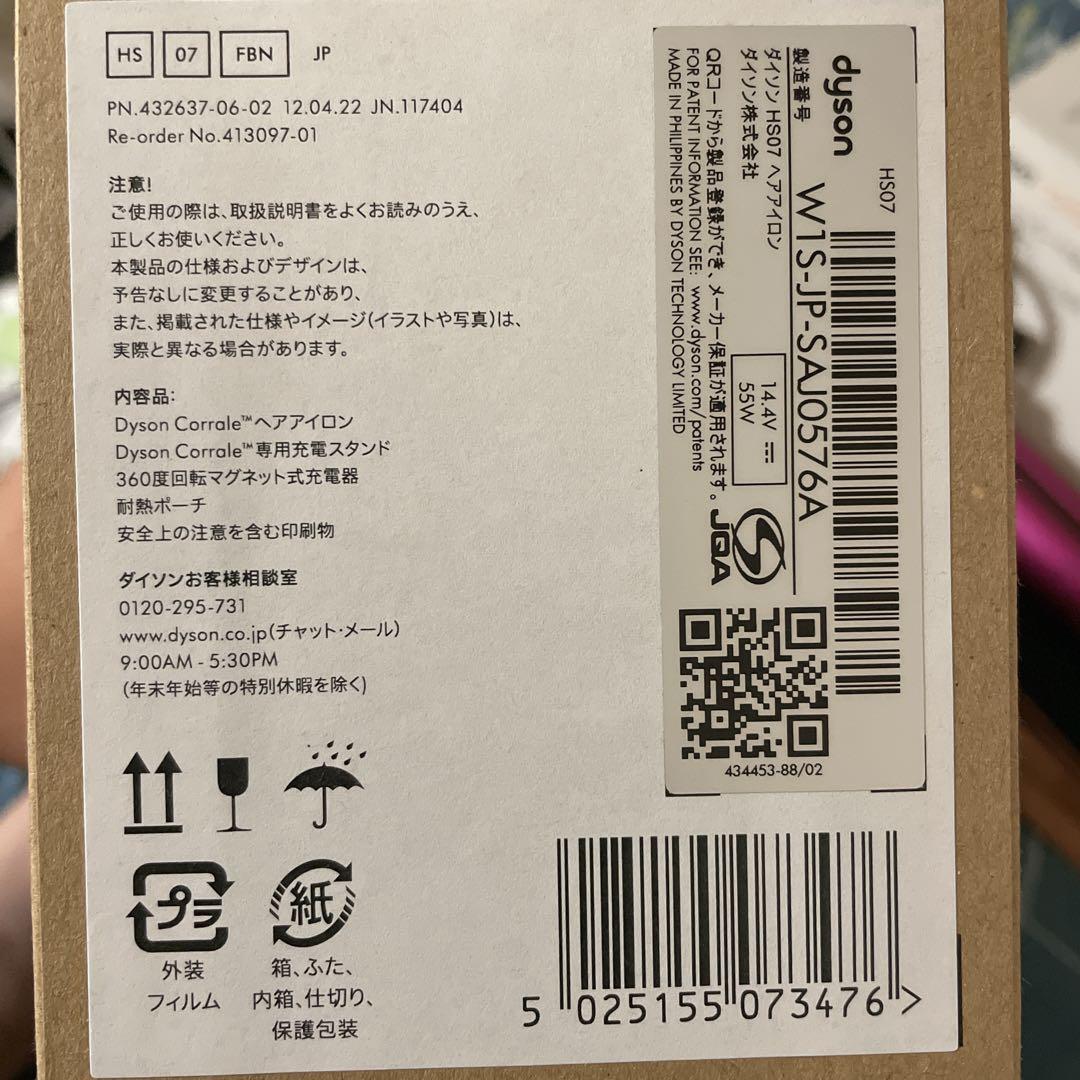 HS 07 FBN JP
PN.432637-06-02 12.04.22 JN.117404
Re-order No.413097-01
注意!
ご使用の際は、取扱説明書をよくお読みのうえ、
正しくお使いください。
本製品の仕様およびデザインは、
予告なしに変更することがあり、
また、掲載された仕様やイメージ(イラストや写真)は、
実際と異なる場合があります。
内容品:
Dyson Corrale™ヘアアイロン
Dyson Corrale™専用充電スタンド
360度回転マグネット式充電器
耐熱ポーチ
安全上の注意を含む印刷物
ダイソンお客様相談室
0120-295-731
www.dyson.co.jp(チャット・メール)
9:00AM - 5:30PM
(年末年始等の特別休暇を除く)
プラ
外装
フィルム
紙
箱、ふた、
内箱、仕切り、
保護包装
dyson HS07
製造番号 W1S-JP-SAJ0576A
ダイソン HS07 ヘアアイロン
ダイソン株式会社
14.4V
55W
JQA
QRコードから製品登録ができ、メーカー保証が適用されます。
FOR PATENT INFORMATION SEE: www.dyson.com/patents
MADE IN PHILIPPINES BY DYSON TECHNOLOGY LIMITED
434453-88/02
5 025155 073476 >